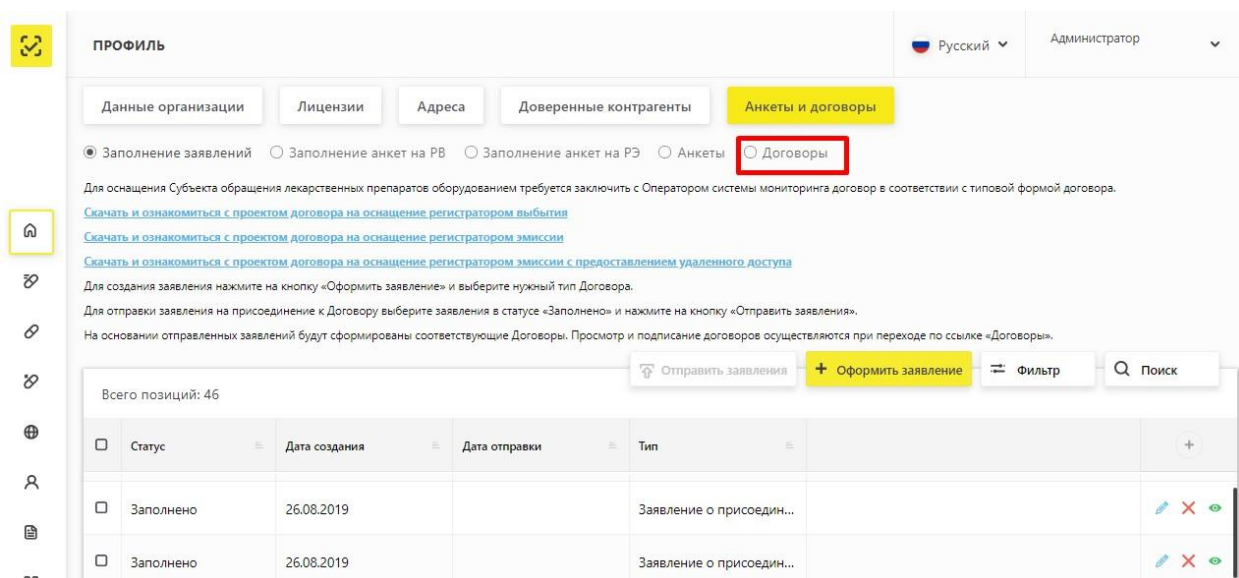 ПРОФИЛЬ
Русский
Администратор
Данные организации
Лицензии
Адреса
Доверенные контрагенты
Анкеты и договоры
Заполнение заявлений
Заполнение анкет на РВ
Заполнение анкет на РЭ
Анкеты
Договоры
Для оснащения Субъекта обращения лекарственных препаратов оборудованием требуется заключить с Оператором системы мониторинга договор в соответствии с типовой формой договора.
Скачать и ознакомиться с проектом договора на оснащение регистратором выбытия
Скачать и ознакомиться с проектом договора на оснащение регистратором эмиссии
Скачать и ознакомиться с проектом договора на оснащение регистратором эмиссии с предоставлением удаленного доступа
Для создания заявления нажмите на кнопку «Оформить заявление» и выберите нужный тип Договора.
Для отправки заявления на присоединение к Договору выберите заявления в статусе «Заполнено» и нажмите на кнопку «Отправить заявления».
На основании отправленных заявлений будут сформированы соответствующие Договоры. Просмотр и подписание договоров осуществляются при переходе по ссылке «Договоры».
Отправить заявления
+ Оформить заявление
Фильтр
Поиск
Всего позиций: 46
Статус
Дата создания
Дата отправки
Тип
Заполнено
26.08.2019
Заявление о присоедин...
Заполнено
26.08.2019
Заявление о присоедин...